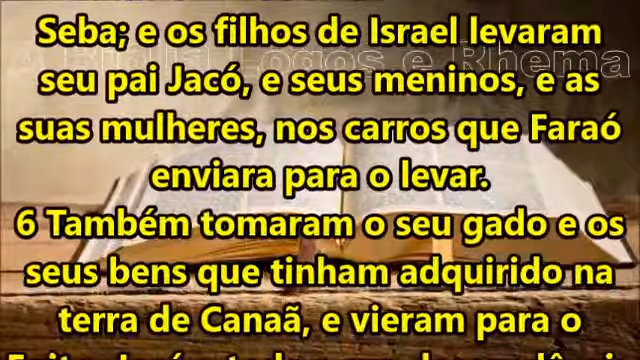 Seba; e os filhos de Israel levaram
seu pai Jacó, e seus meninos, e as
suas mulheres, nos carros que Faraó
enviara para o levar.
6 Também tomaram o seu gado e os
seus bens que tinham adquirido na
terra de Canaã, e vieram para o
Logos e Rhema